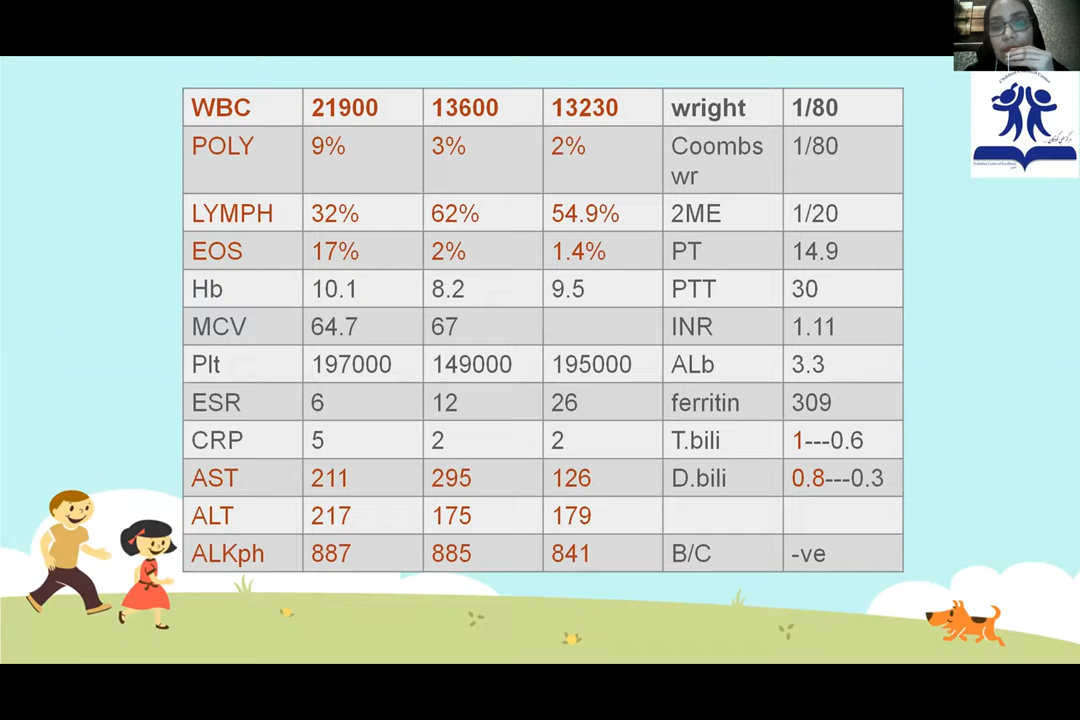 WBC 21900 13600 13230 wright 1/80
POLY 9% 3% 2% Coombs 1/80
wr
LYMPH 32% 62% 54.9% 2ME 1/20
EOS 17% 2% 1.4% PT 14.9
Hb 10.1 8.2 9.5 PTT 30
MCV 64.7 67 INR 1.11
Plt 197000 149000 195000 ALb 3.3
ESR 6 12 26 ferritin 309
CRP 5 2 2 T.bili 1---0.6
AST 211 295 126 D.bili 0.8---0.3
ALT 217 175 179
ALKph 887 885 841 B/C -ve